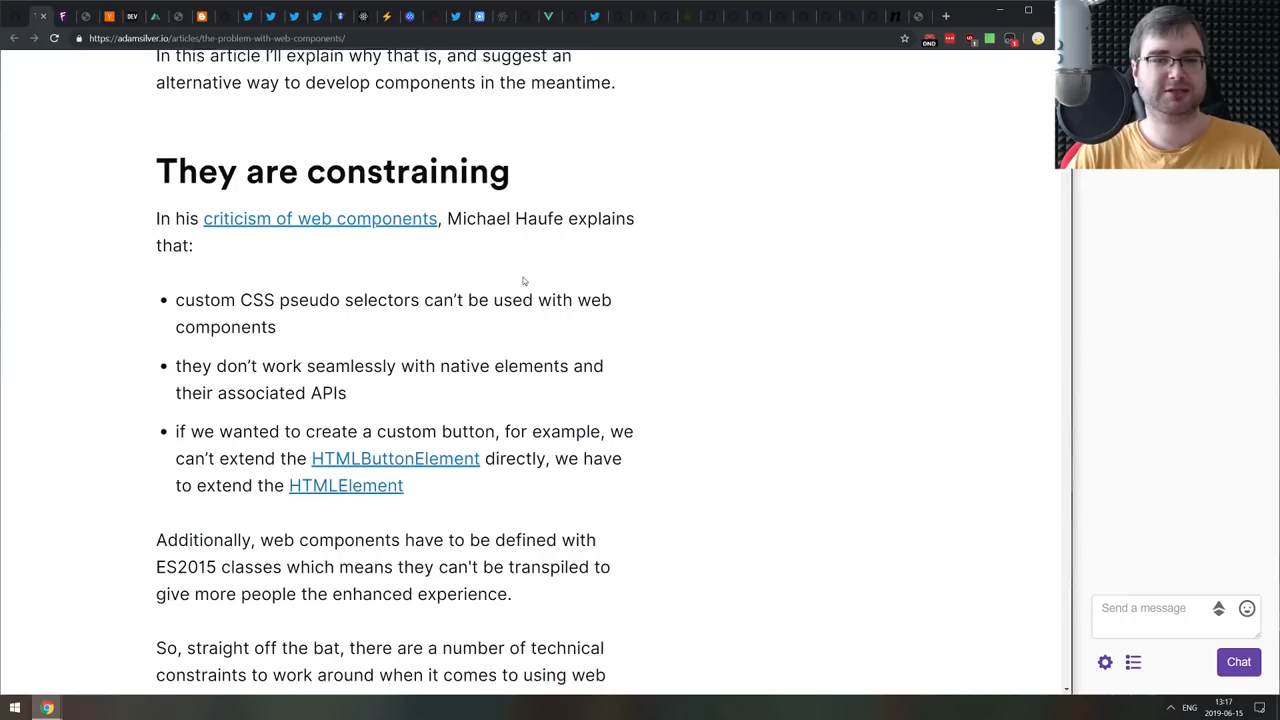 DEV
https://adamsilver.io/articles/the-problem-with-web-components/
DND
In this article I'll explain why that is, and suggest an
alternative way to develop components in the meantime.
They are constraining
In his criticism of web components, Michael Haufe explains
that:
• custom CSS pseudo selectors can’t be used with web
components
• they don’t work seamlessly with native elements and
their associated APIs
• if we wanted to create a custom button, for example, we
can’t extend the HTMLButtonElement directly, we have
to extend the HTMLElement
Additionally, web components have to be defined with
ES2015 classes which means they can't be transpiled to
give more people the enhanced experience.
So, straight off the bat, there are a number of technical
constraints to work around when it comes to using web
Send a message
Chat
ENG
13:17
2019-06-15